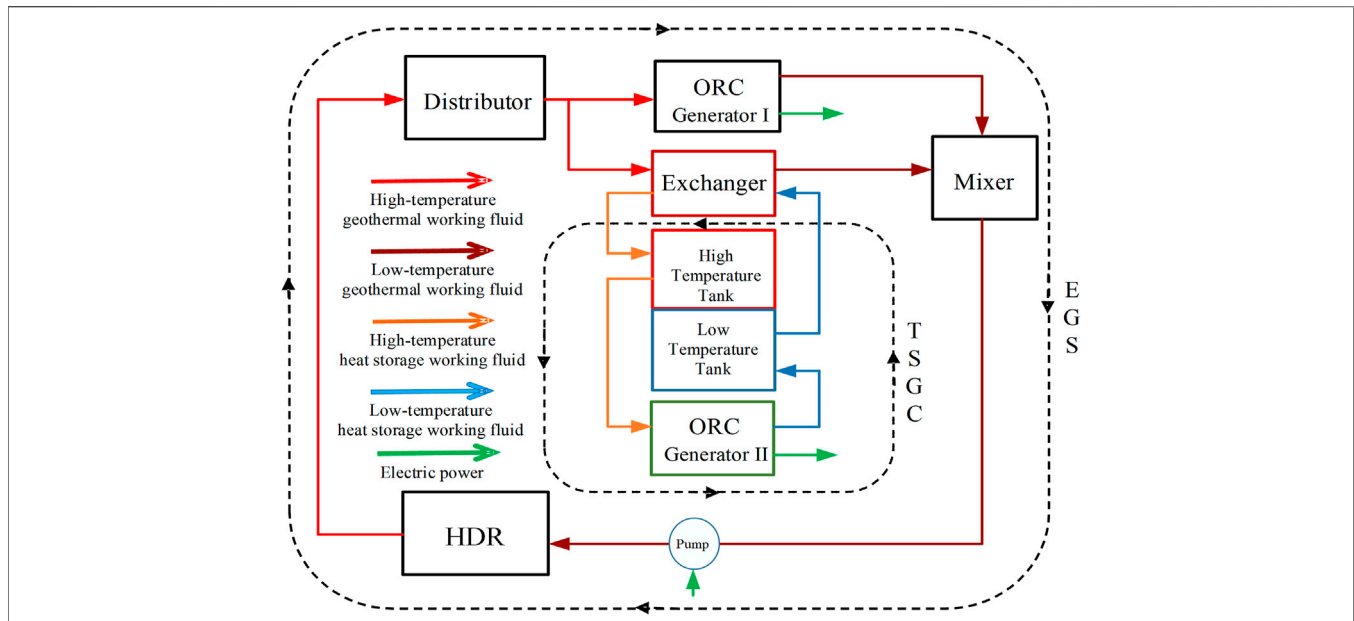 Distributor
ORC
Generator I
Exchanger
Mixer
High-temperature
geothermal working fluid
Low-temperature
geothermal working fluid
High-temperature
heat storage working fluid
Low-temperature
heat storage working fluid
Electric power
High
Temperature
Tank
Low
Temperature
Tank
ORC
Generator II
T
S
G
C
E
G
S
HDR
Pump